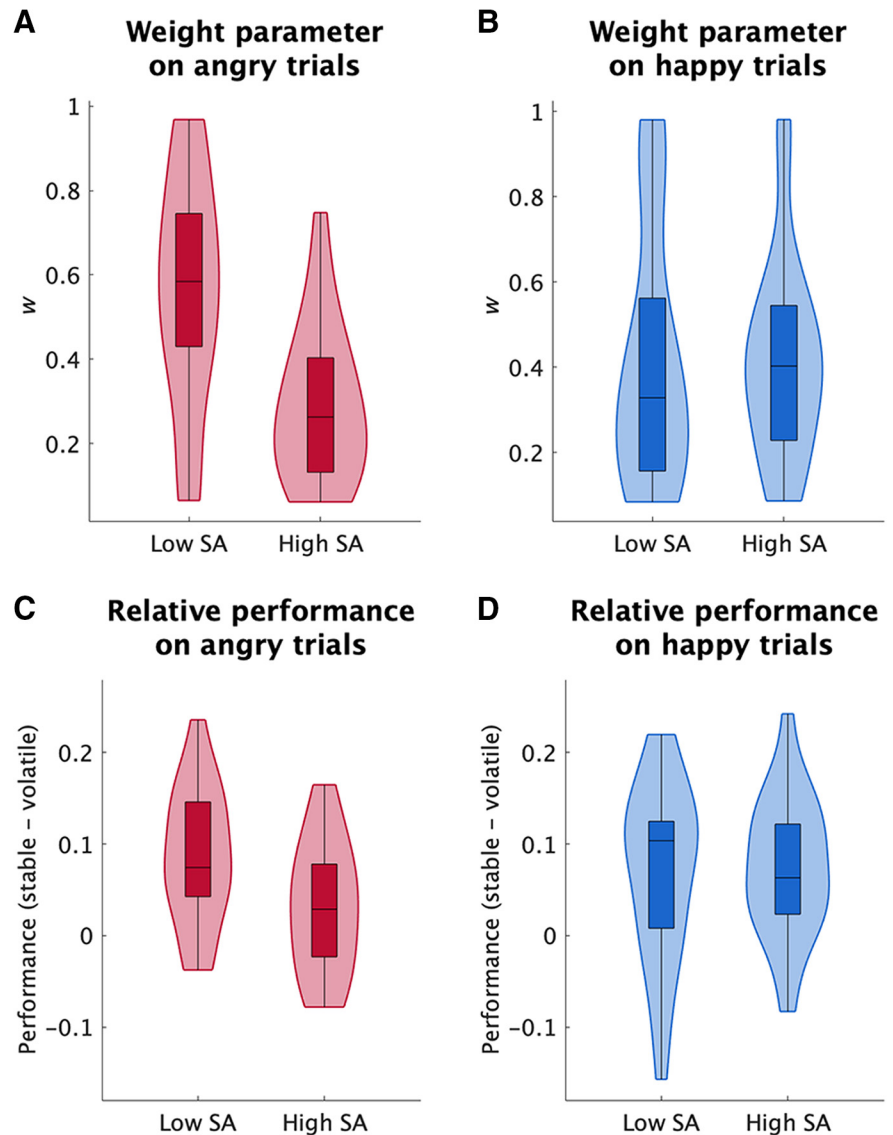 A
Weight parameter
on angry trials
1
0.8
0.6
0.4
0.2
w
Low SA
High SA
B
Weight parameter
on happy trials
1
0.8
0.6
0.4
0.2
w
Low SA
High SA
C
Relative performance
on angry trials
0.2
0.1
0
−0.1
Performance (stable – volatile)
Low SA
High SA
D
Relative performance
on happy trials
0.2
0.1
0
−0.1
Performance (stable – volatile)
Low SA
High SA